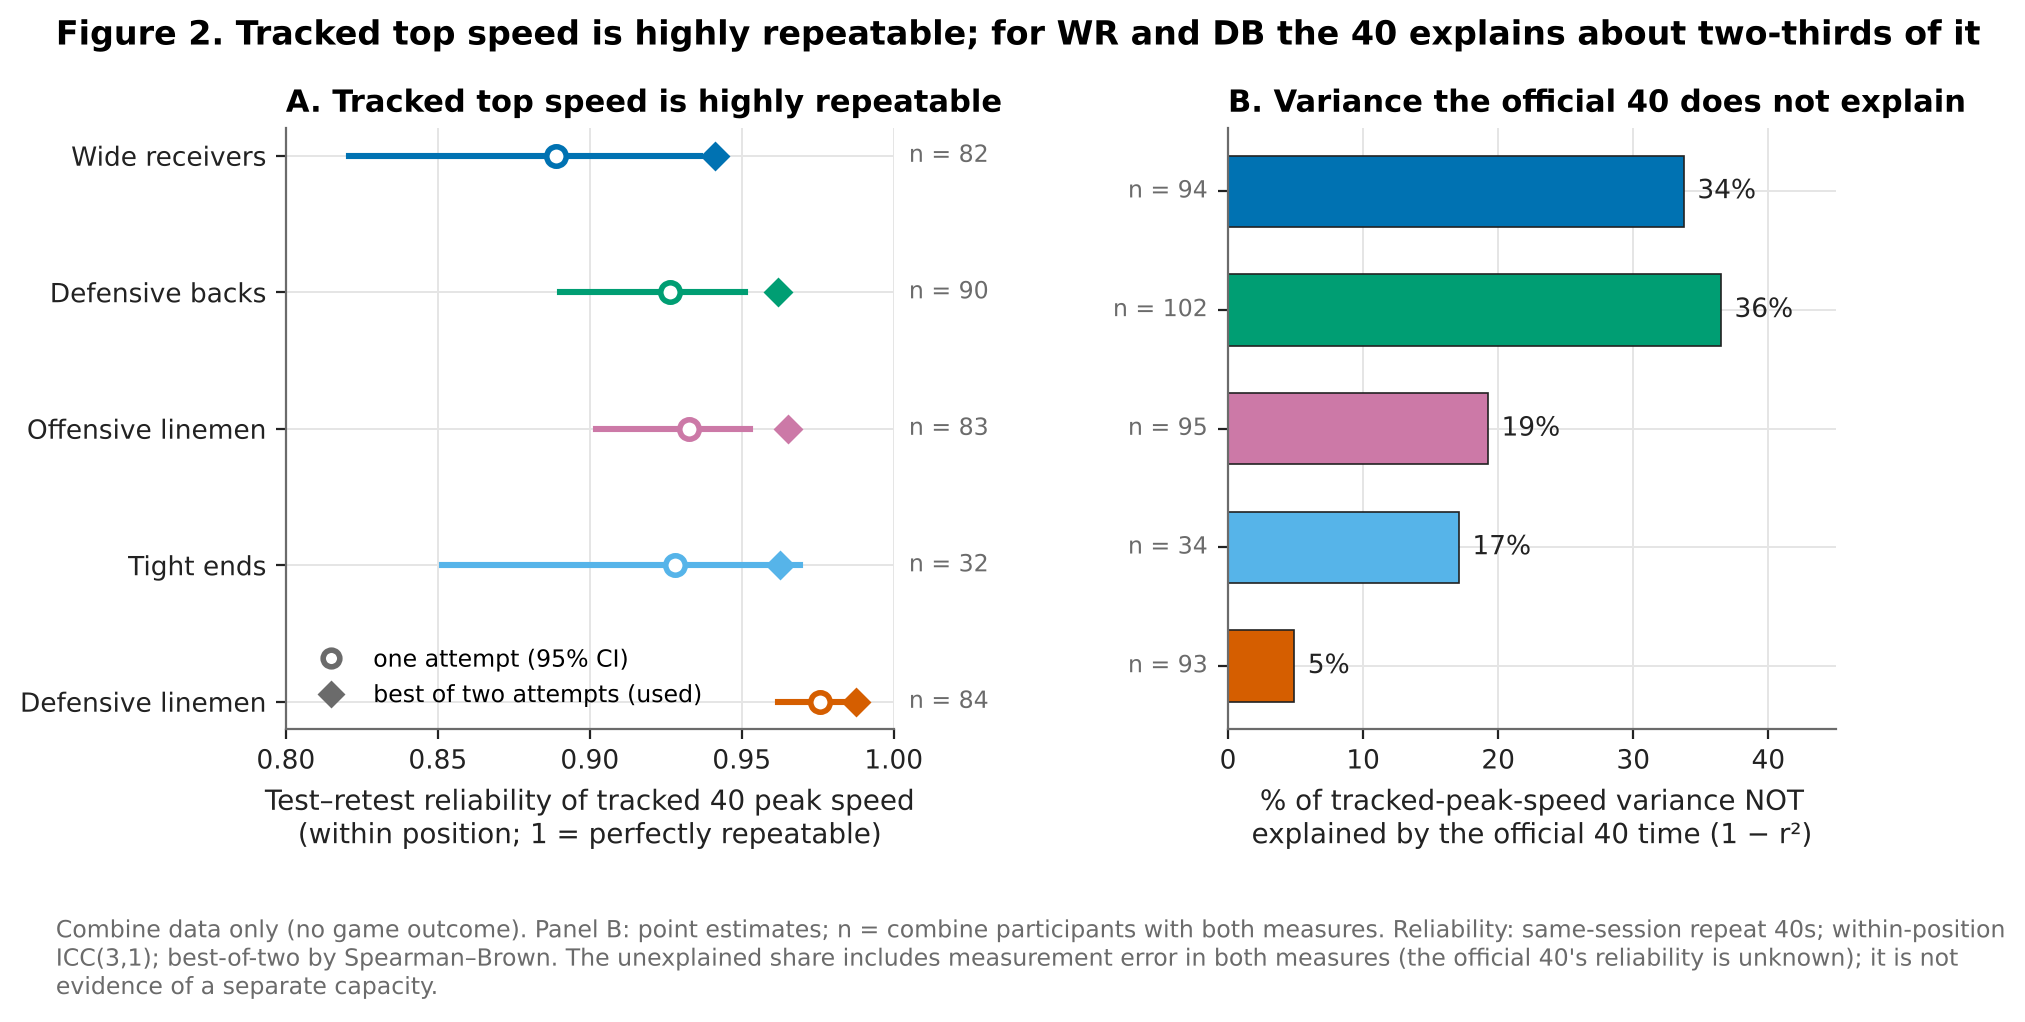 Figure 2. Tracked top speed is highly repeatable; for WR and DB the 40 explains about two-thirds of it
A. Tracked top speed is highly repeatable
Wide receivers
n = 82
Defensive backs
n = 90
Offensive linemen
n = 83
Tight ends
n = 32
one attempt (95% CI)
best of two attempts (used)
Defensive linemen
n = 84
0.80 0.85 0.90 0.95 1.00
Test–retest reliability of tracked 40 peak speed
(within position; 1 = perfectly repeatable)
B. Variance the official 40 does not explain
n = 94
34%
n = 102
36%
n = 95
19%
n = 34
17%
n = 93
5%
0 10 20 30 40
% of tracked-peak-speed variance NOT
explained by the official 40 time (1 − r²)
Combine data only (no game outcome). Panel B: point estimates; n = combine participants with both measures. Reliability: same-session repeat 40s; within-position
ICC(3,1); best-of-two by Spearman–Brown. The unexplained share includes measurement error in both measures (the official 40's reliability is unknown); it is not
evidence of a separate capacity.